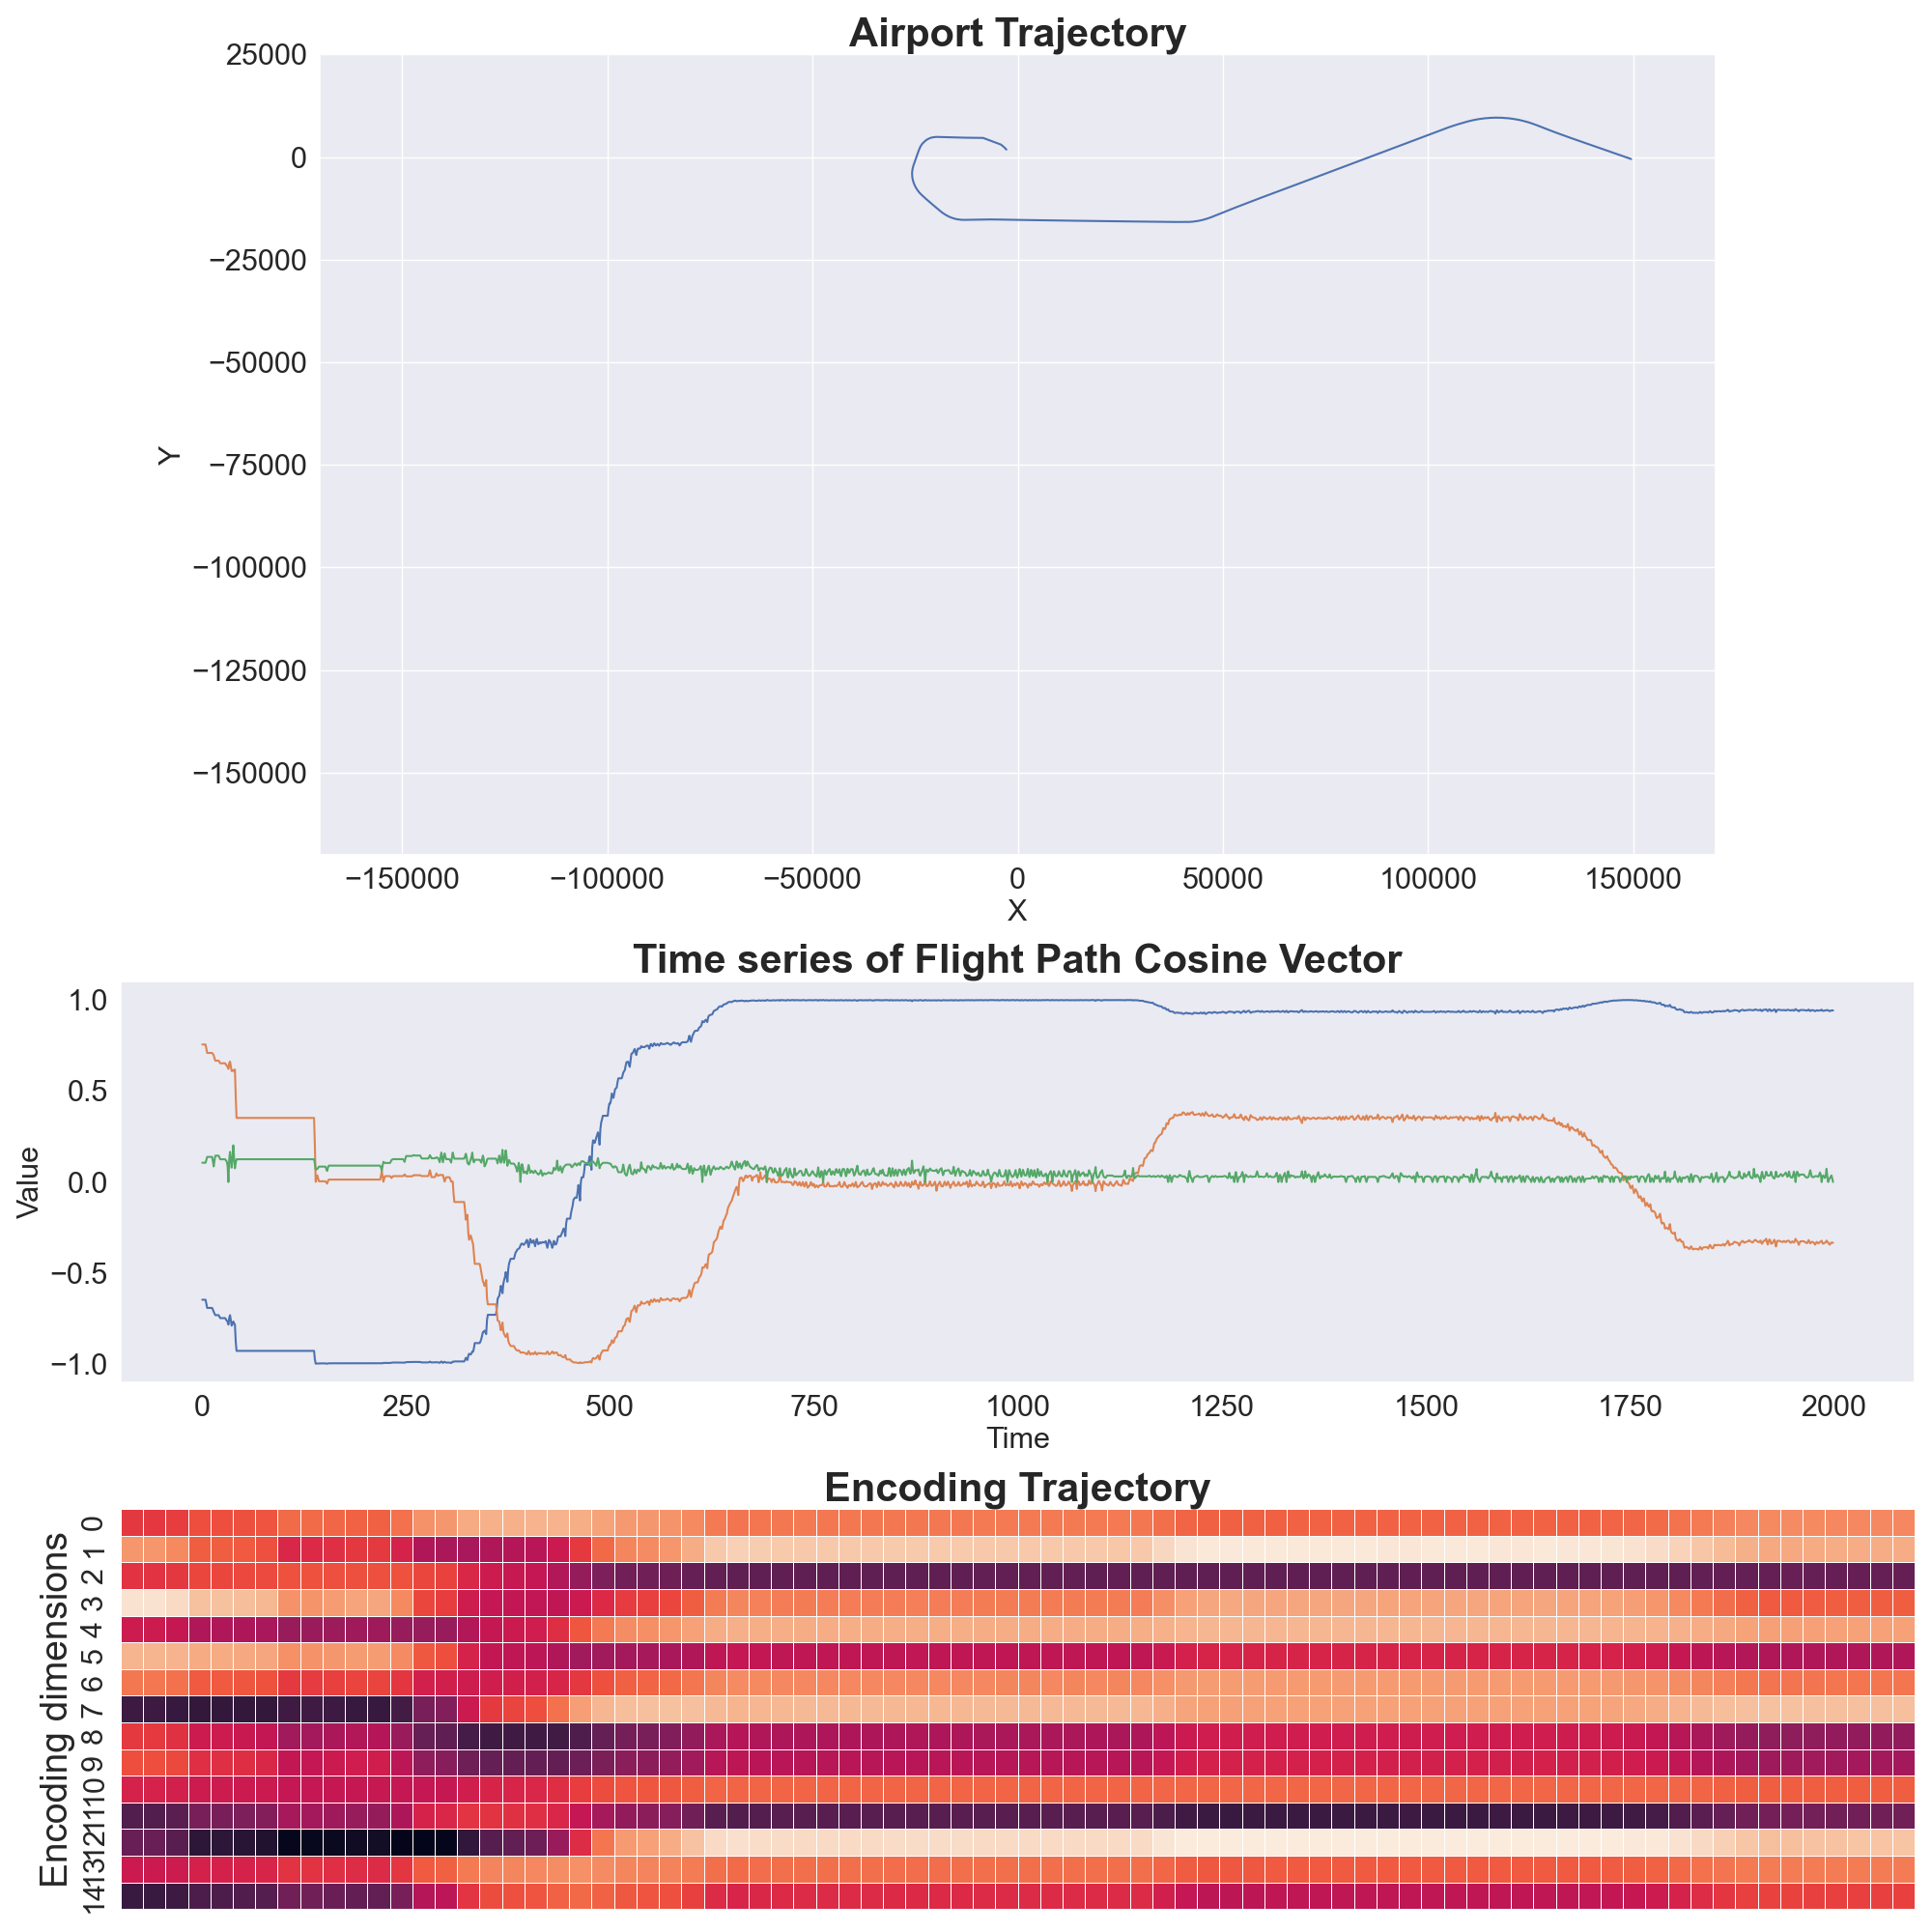 Airport Trajectory
25000
0
−25000
−50000
−75000
−100000
−125000
−150000
Y
−150000 −100000 −50000 0 50000 100000 150000
X
Time series of Flight Path Cosine Vector
1.0
0.5
0.0
−0.5
−1.0
Value
0 250 500 750 1000 1250 1500 1750 2000
Time
Encoding Trajectory
0
1
2
3
4
5
6
7
8
9
10
11
12
13
14
Encoding dimensions